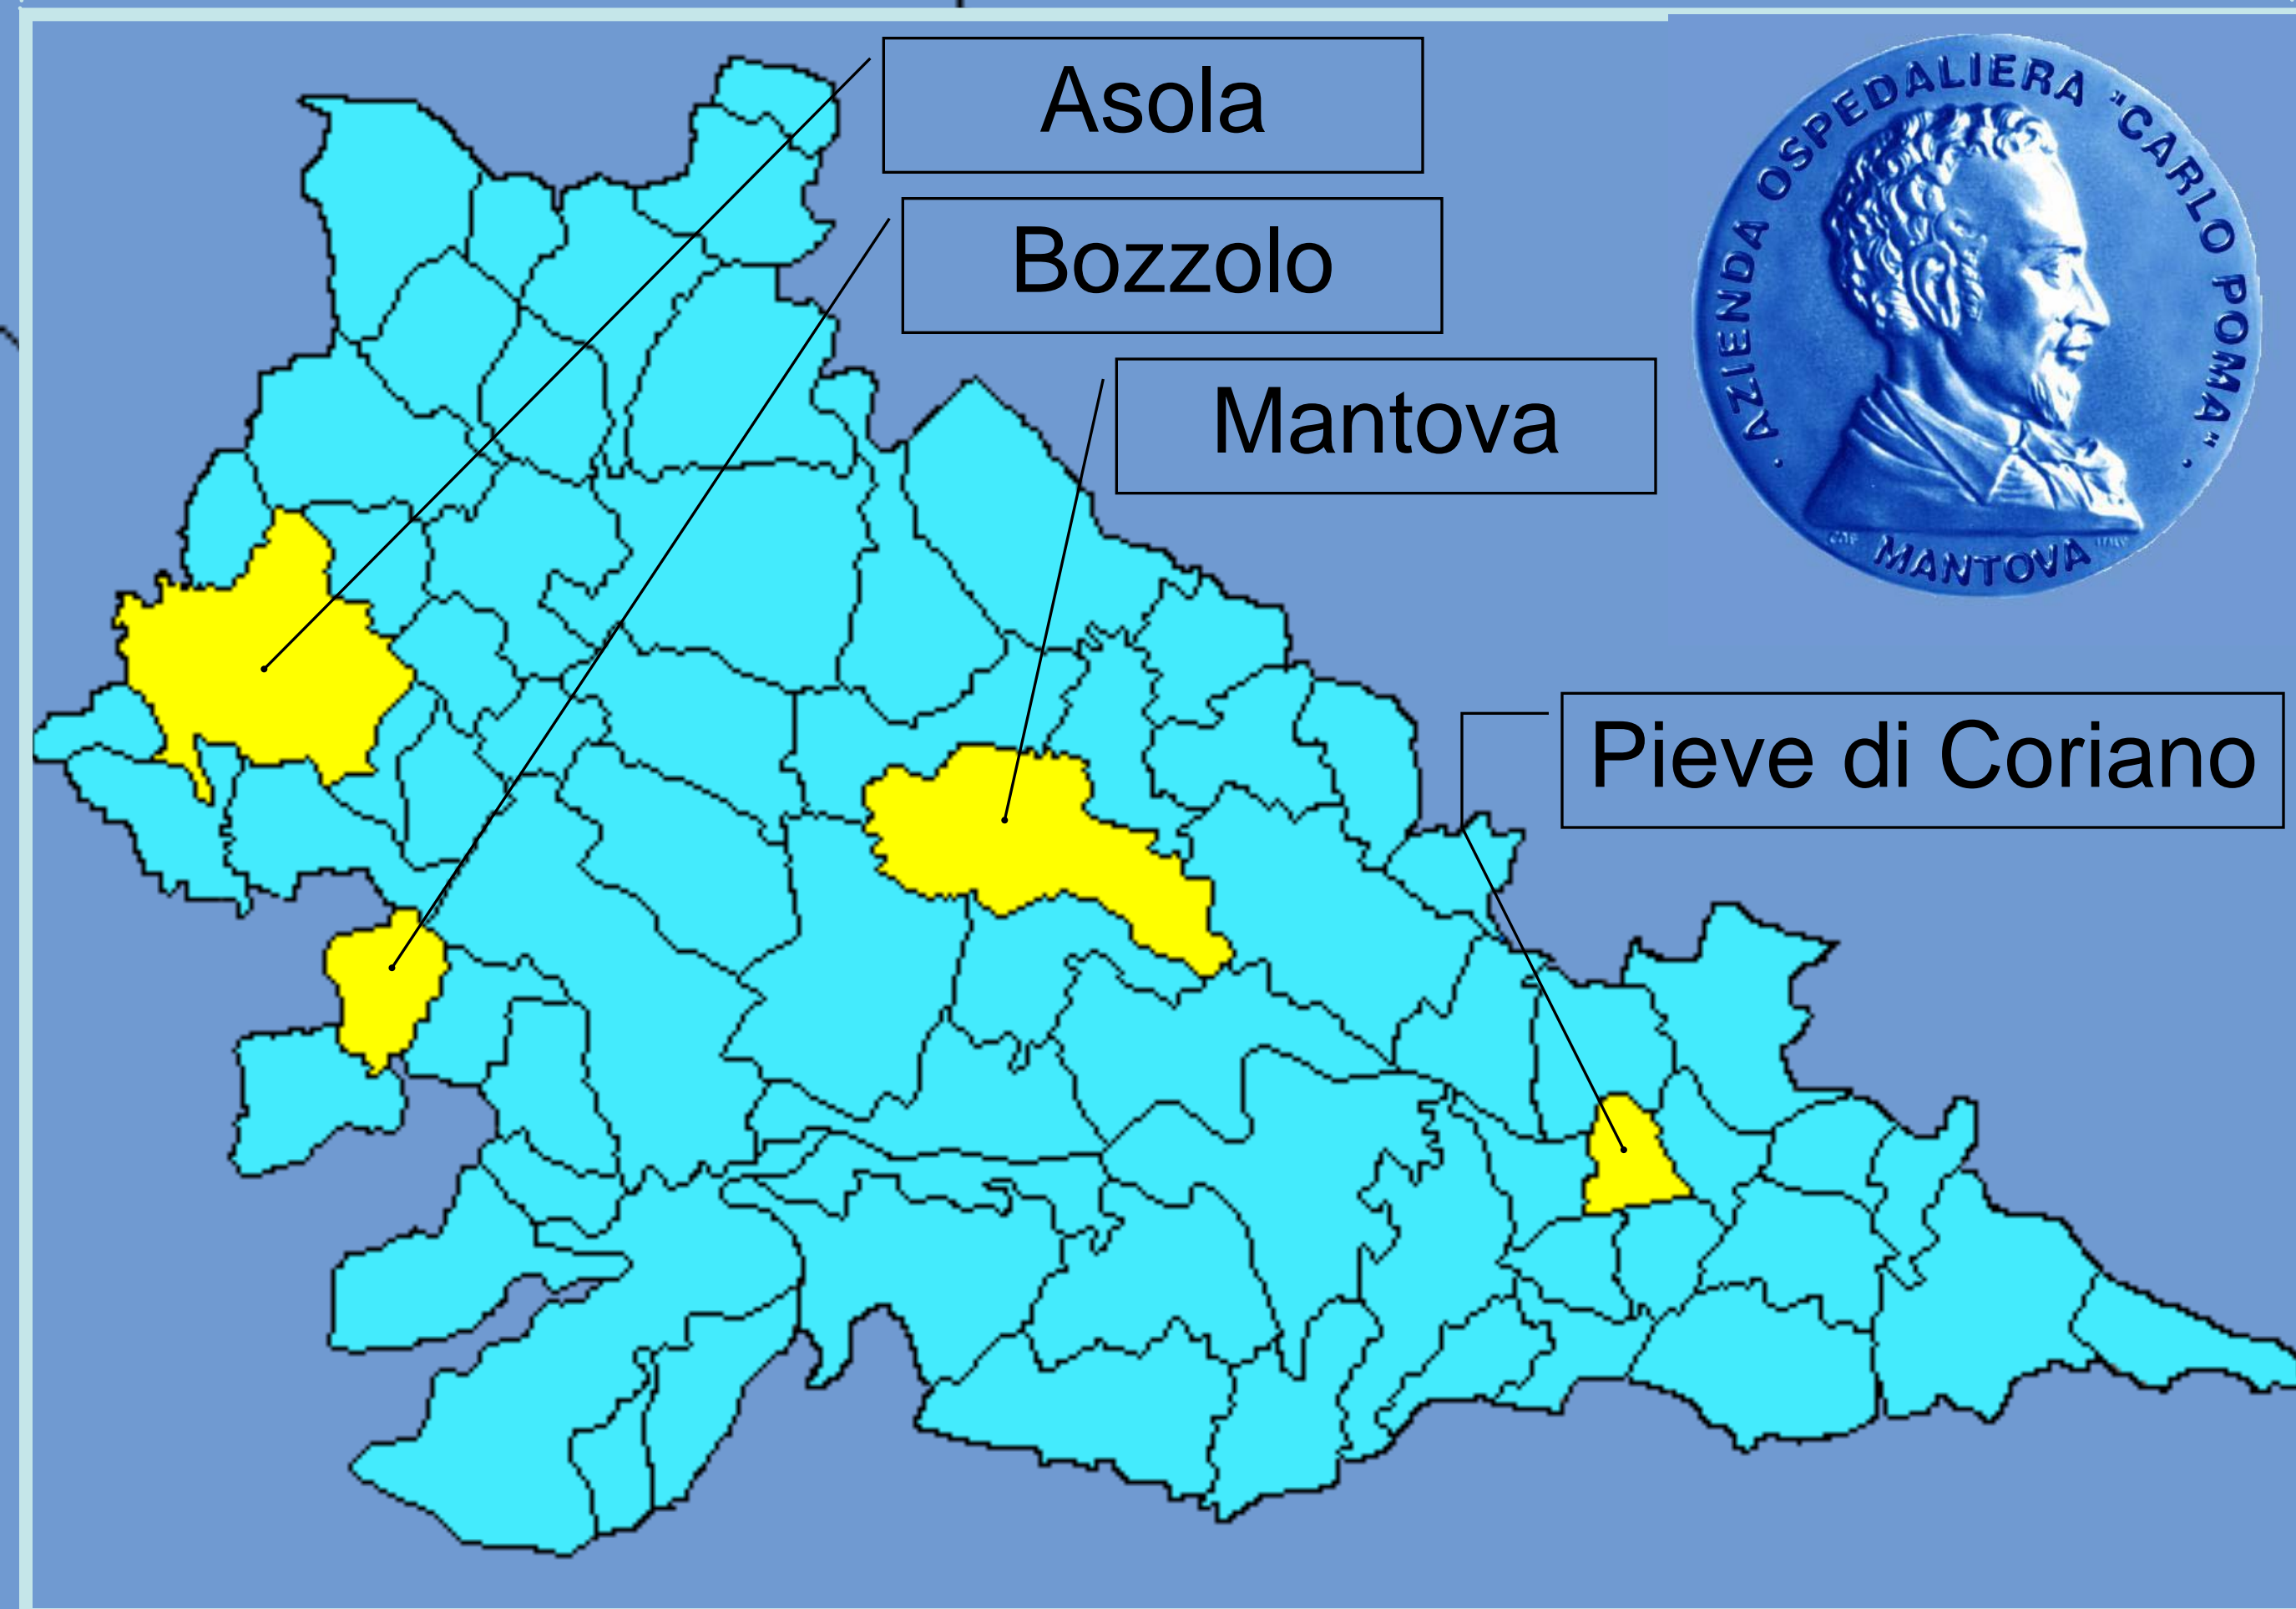 Asola
Bozzolo
Mantova
Pieve di Coriano
· AZIENDA OSPEDALIERA "CARLO POMA" ·
MANTOVA